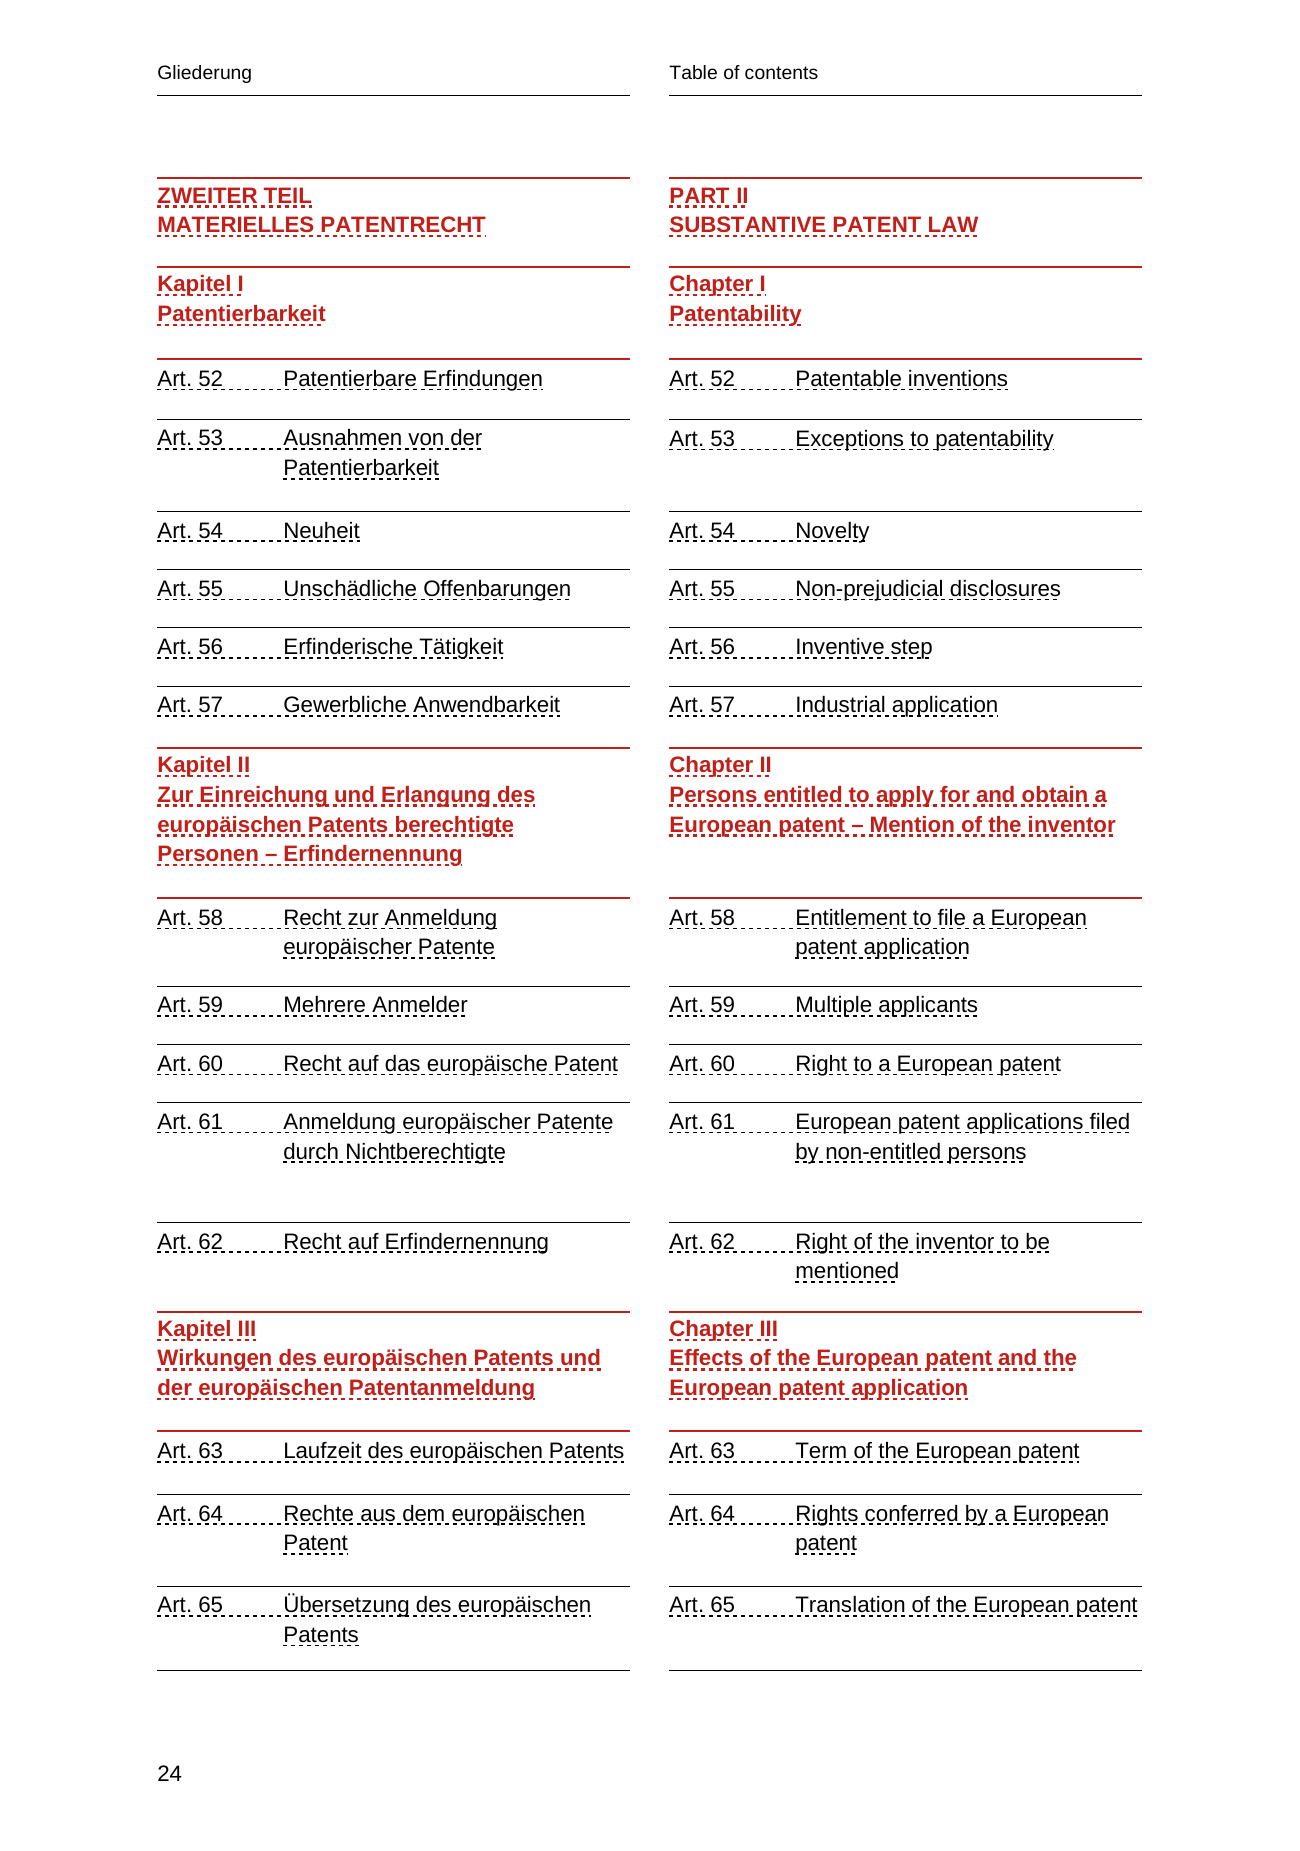 Gliederung
ZWEITER TEIL
MATERIELLES PATENTRECHT
Kapitel I
Patentierbarkeit
Art. 52 Patentierbare Erfindungen
Art. 53 Ausnahmen von der
Patentierbarkeit
Art. 54 Neuheit
Art. 55 Unschädliche Offenbarungen
Art. 56 Erfinderische Tätigkeit
Art. 57 Gewerbliche Anwendbarkeit
Kapitel II
Zur Einreichung und Erlangung des
europäischen Patents berechtigte
Personen – Erfindernennung
Art. 58 Recht zur Anmeldung
europäischer Patente
Art. 59 Mehrere Anmelder
Art. 60 Recht auf das europäische Patent
Art. 61 Anmeldung europäischer Patente
durch Nichtberechtigte
Art. 62 Recht auf Erfindernennung
Kapitel III
Wirkungen des europäischen Patents und
der europäischen Patentanmeldung
Art. 63 Laufzeit des europäischen Patents
Art. 64 Rechte aus dem europäischen
Patent
Art. 65 Übersetzung des europäischen
Patents
Table of contents
PART II
SUBSTANTIVE PATENT LAW
Chapter I
Patentability
Art. 52 Patentable inventions
Art. 53 Exceptions to patentability
Art. 54 Novelty
Art. 55 Non-prejudicial disclosures
Art. 56 Inventive step
Art. 57 Industrial application
Chapter II
Persons entitled to apply for and obtain a
European patent – Mention of the inventor
Art. 58 Entitlement to file a European
patent application
Art. 59 Multiple applicants
Art. 60 Right to a European patent
Art. 61 European patent applications filed
by non-entitled persons
Art. 62 Right of the inventor to be
mentioned
Chapter III
Effects of the European patent and the
European patent application
Art. 63 Term of the European patent
Art. 64 Rights conferred by a European
patent
Art. 65 Translation of the European patent
24